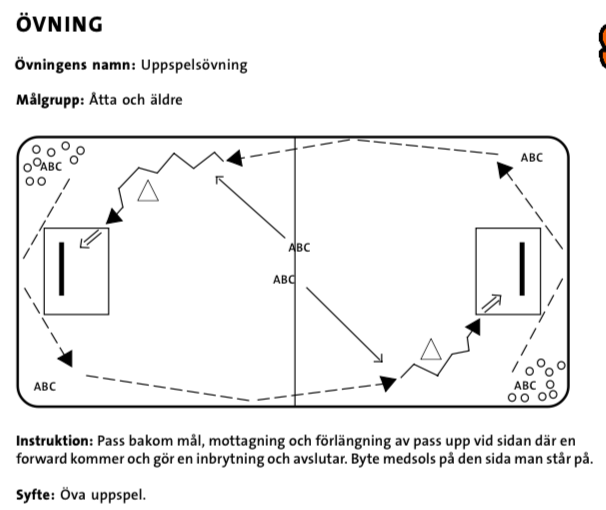 ÖVNING
Övningens namn: Uppspelsövning
Målgrupp: Åtta och äldre
ABC
ABC
ABC
ABC
ABC
ABC
Instruktion: Pass bakom mål, mottagning och förlängning av pass upp vid sidan där en
forward kommer och gör en inbrytning och avslutar. Byte medsols på den sida man står på.
Syfte: Öva uppspel.